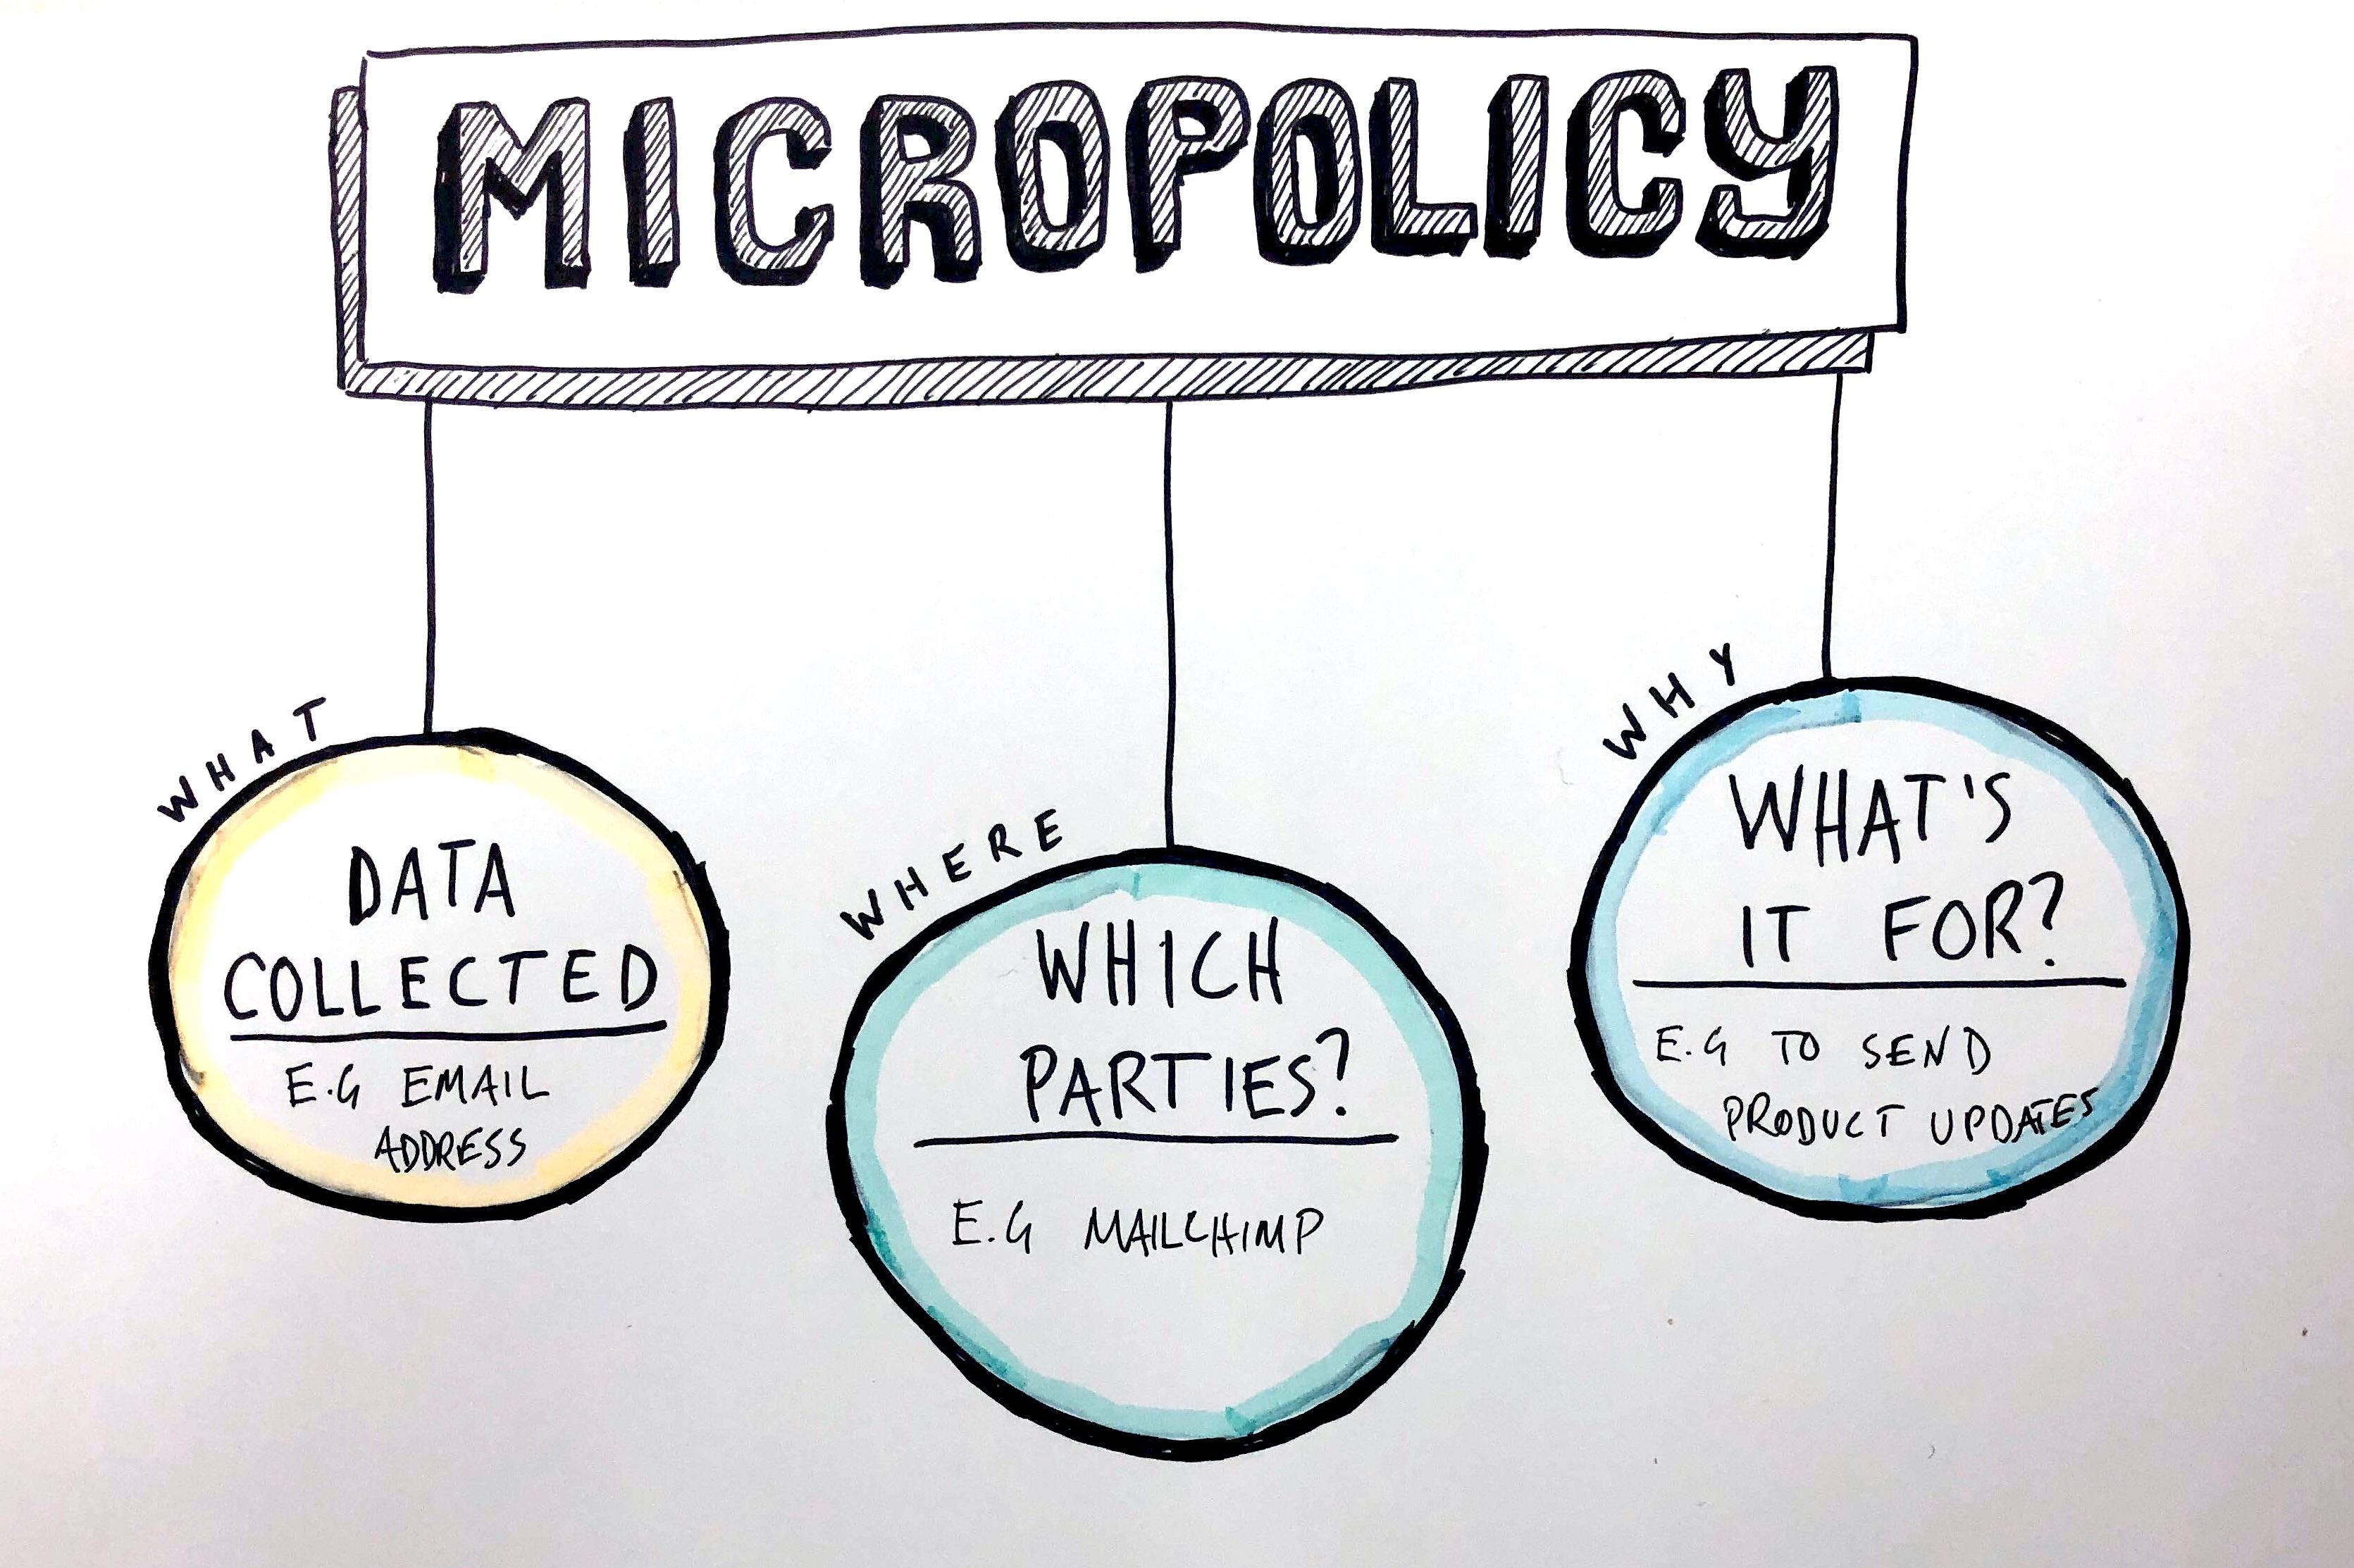 MICROPOLICY
WHAT
DATA
COLLECTED
E.G EMAIL
ADDRESS
WHERE
WHICH
PARTIES?
E.G MAILCHIMP
WHY
WHAT'S
IT FOR?
E.G TO SEND
PRODUCT UPDATES